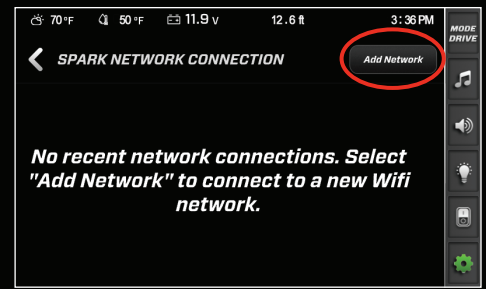 70°F 50°F 11.9 V 12.6 ft 3:36 PM
MODE
DRIVE
SPARK NETWORK CONNECTION
Add Network
No recent network connections. Select
"Add Network" to connect to a new Wifi
network.